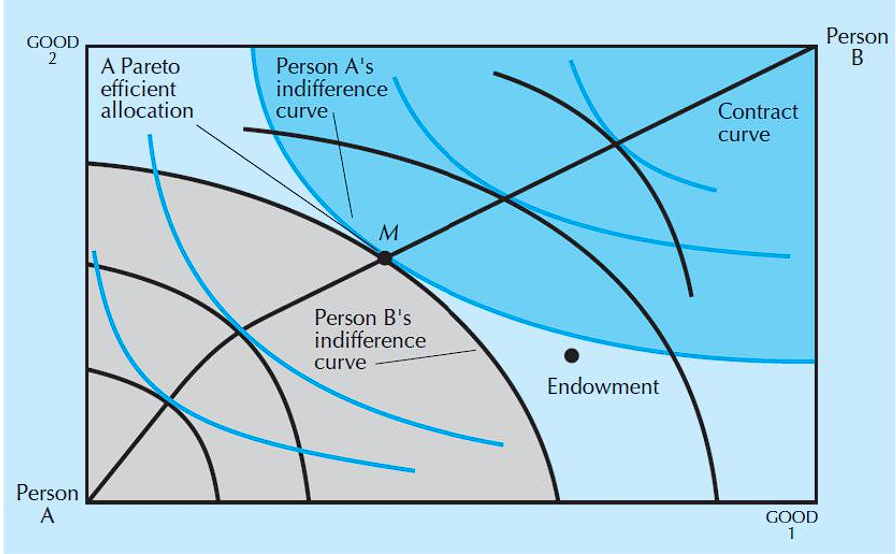 GOOD
2
A Pareto
efficient
allocation
Person A's
indifference
curve
Person
B
Contract
curve
M
Person B's
indifference
curve
Endowment
Person
A
GOOD
1